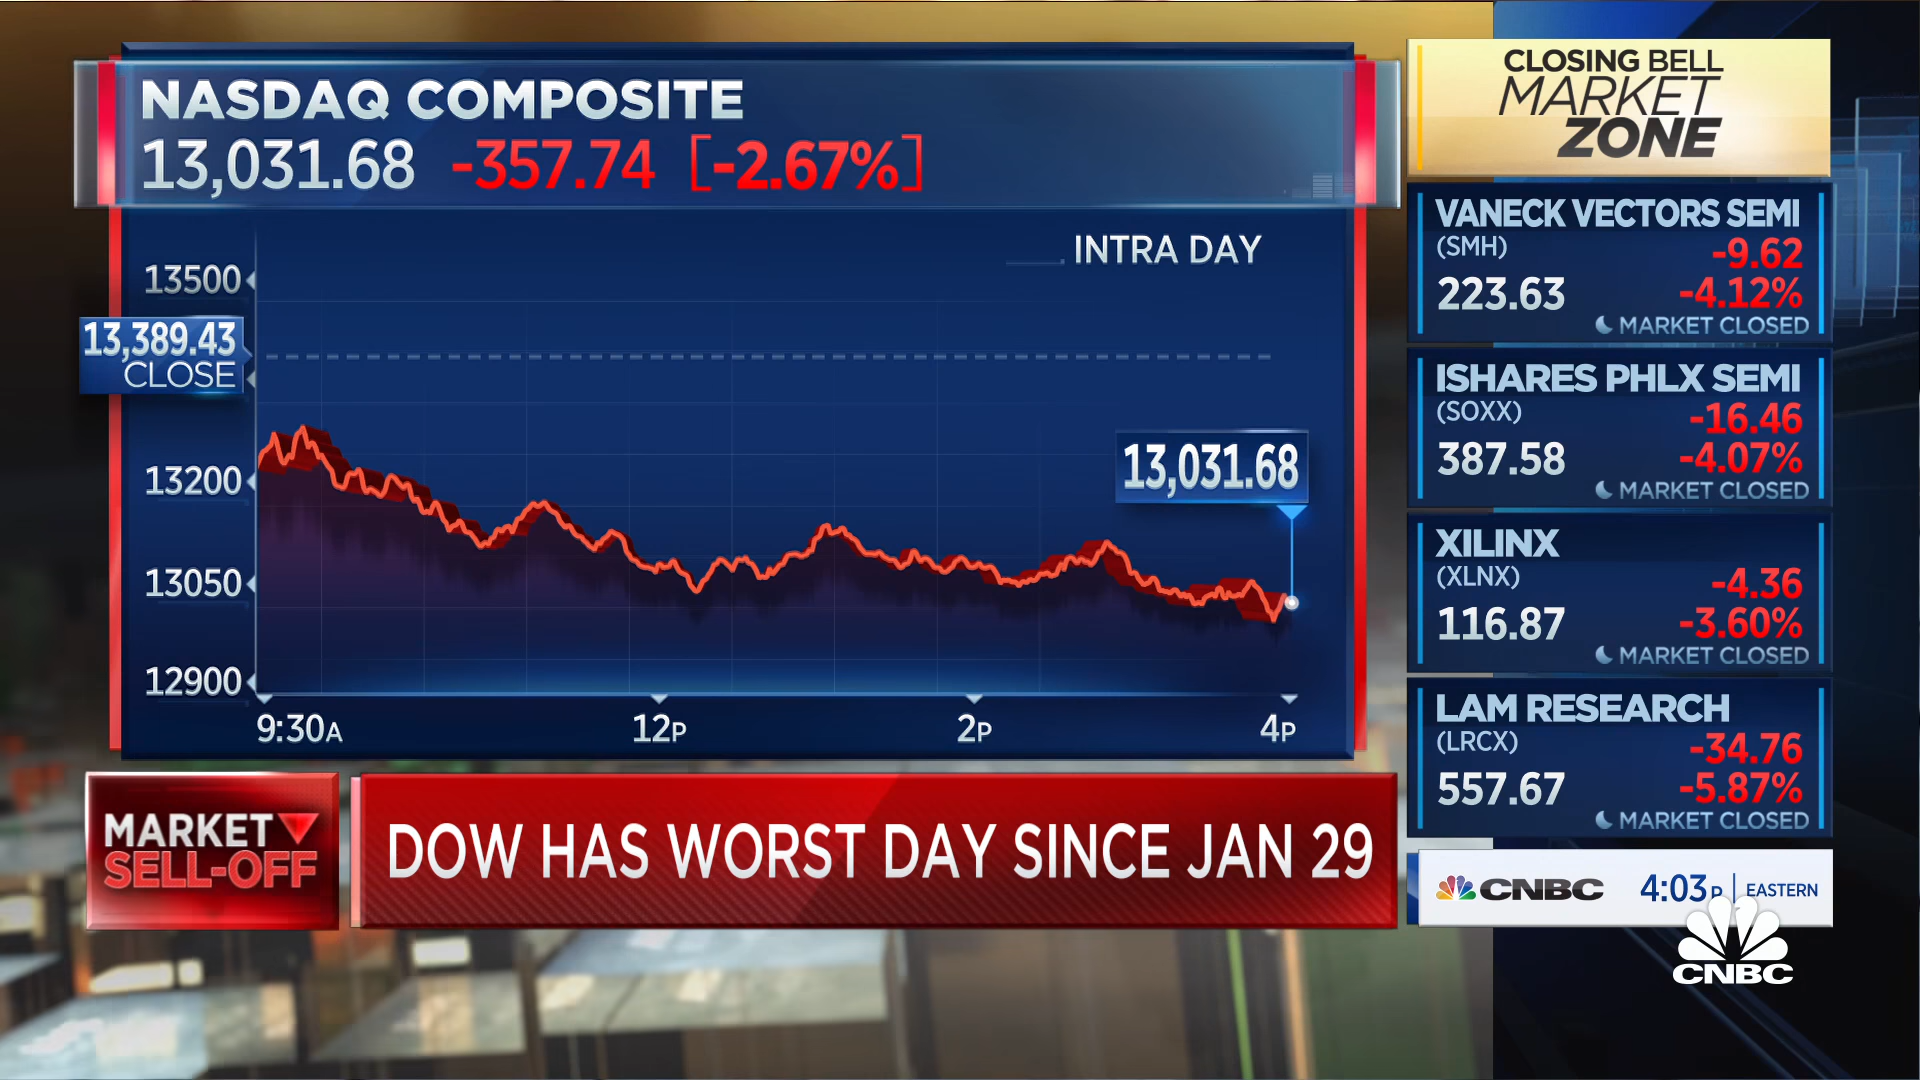 NASDAQ COMPOSITE
13,031.68 -357.74 [-2.67%]
INTRA DAY
13500
13,389.43
CLOSE
13200
13,031.68
13050
12900
9:30A 12P 2P 4P
MARKET
SELL-OFF
DOW HAS WORST DAY SINCE JAN 29
CLOSING BELL
MARKET
ZONE
VANECK VECTORS SEMI
(SMH) -9.62
223.63 -4.12%
MARKET CLOSED
ISHARES PHLX SEMI
(SOXX) -16.46
387.58 -4.07%
MARKET CLOSED
XILINX
(XLNX) -4.36
116.87 -3.60%
MARKET CLOSED
LAM RESEARCH
(LRCX) -34.76
557.67 -5.87%
MARKET CLOSED
CNBC 4:03P EASTERN
CNBC